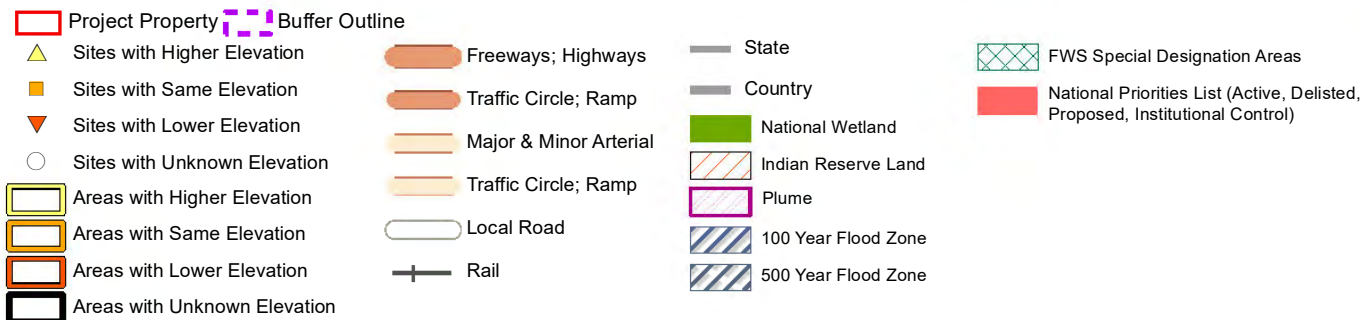 Project Property Buffer Outline
Sites with Higher Elevation
Sites with Same Elevation
Sites with Lower Elevation
Sites with Unknown Elevation
Areas with Higher Elevation
Areas with Same Elevation
Areas with Lower Elevation
Areas with Unknown Elevation
Freeways; Highways
Traffic Circle; Ramp
Major & Minor Arterial
Traffic Circle; Ramp
Local Road
Rail
State
Country
National Wetland
Indian Reserve Land
Plume
100 Year Flood Zone
500 Year Flood Zone
FWS Special Designation Areas
National Priorities List (Active, Delisted,
Proposed, Institutional Control)